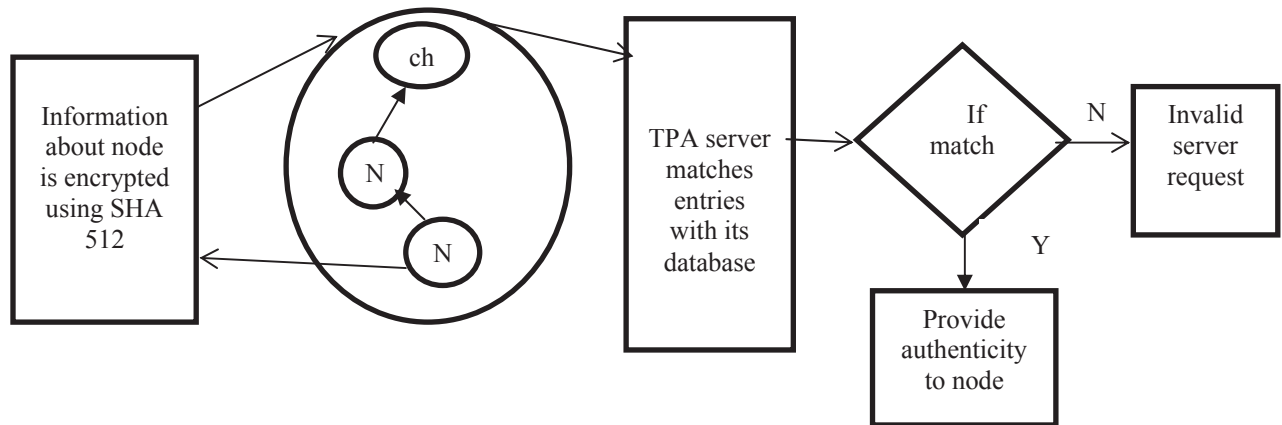 Information
about node
is encrypted
using SHA
512
ch
N
N
TPA server
matches
entries
with its
database
If
match
N
Invalid
server
request
Y
Provide
authenticity
to node